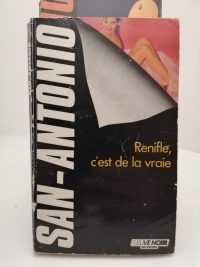 SAN-ANTONIO
Renifle,
c'est de la vraie
FLEUVE NOIR